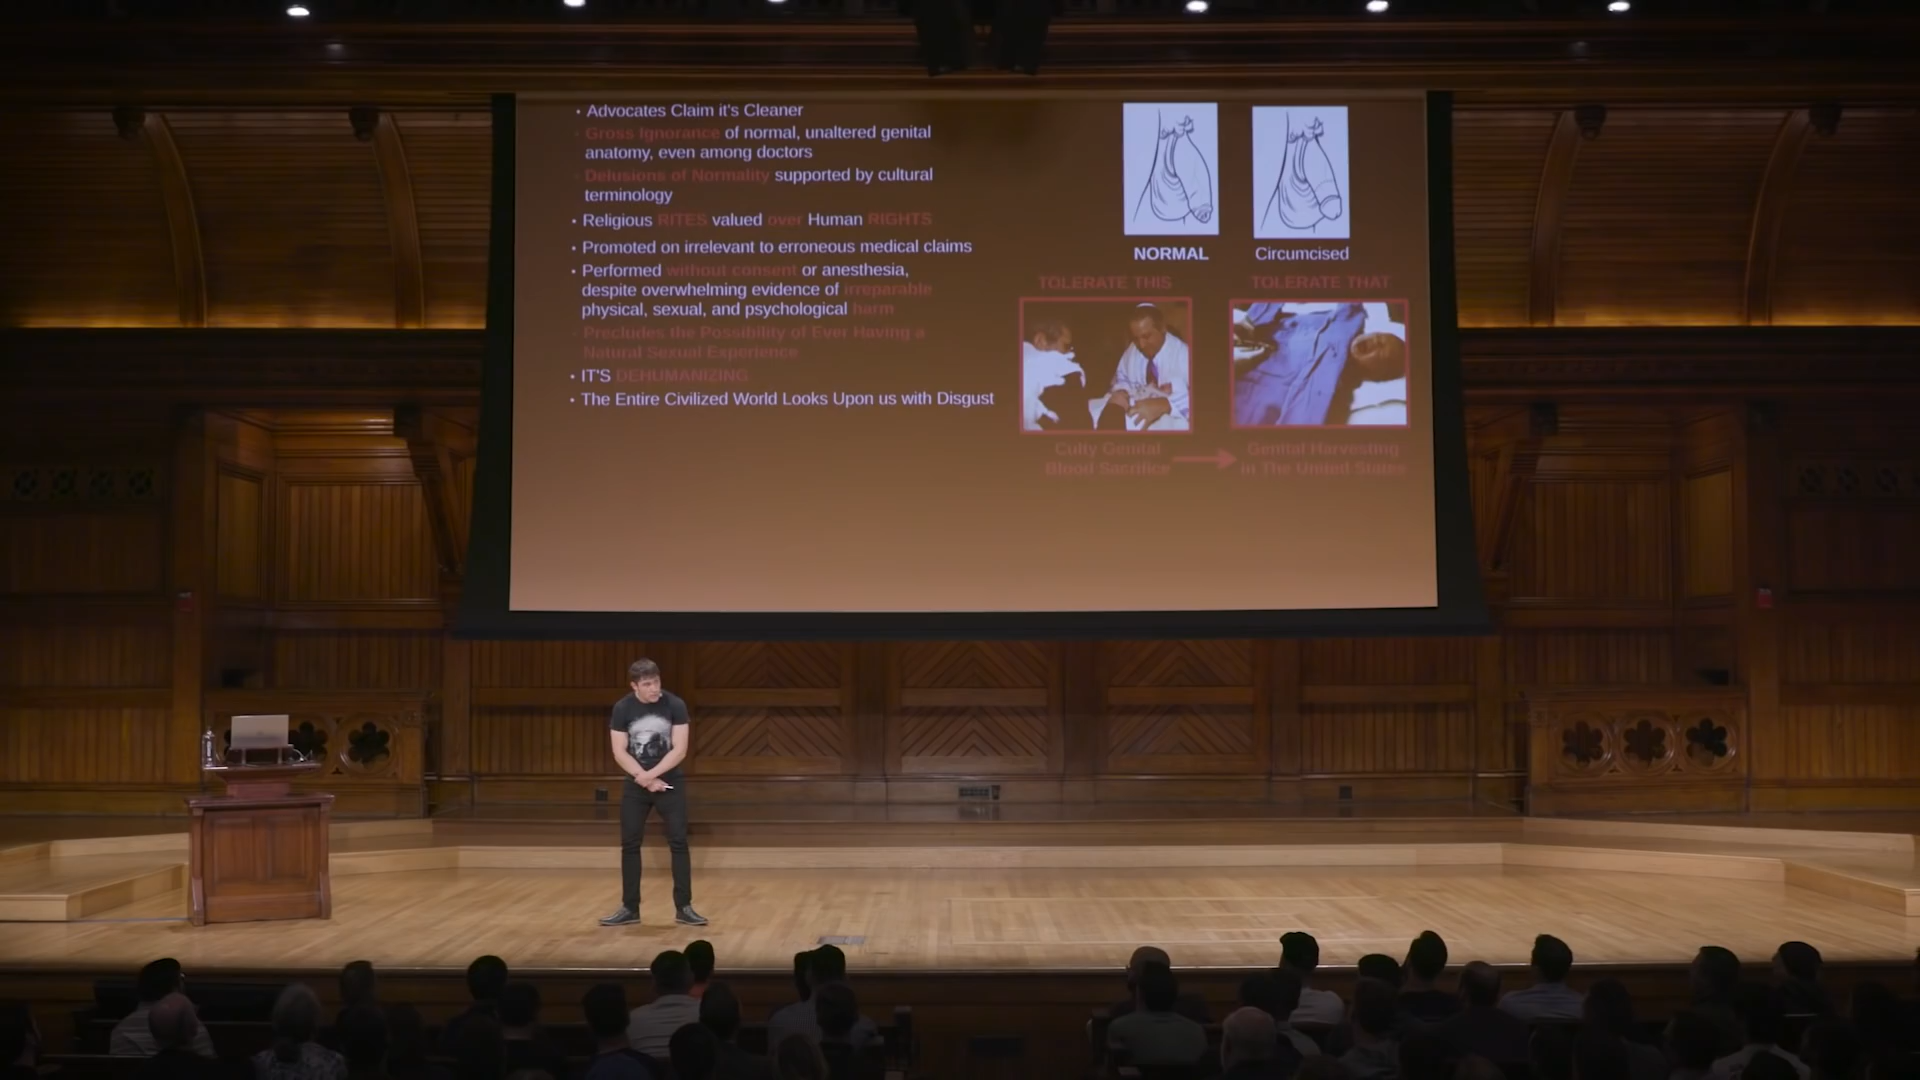 • Advocates Claim it's Cleaner
• Gross Ignorance of normal, unaltered genital
anatomy, even among doctors
• Delusions of Normality supported by cultural
terminology
• Religious RITES valued over Human RIGHTS
• Promoted on irrelevant to erroneous medical claims
• Performed without consent or anesthesia,
despite overwhelming evidence of irreparable
physical, sexual, and psychological harm
• Precludes the Possibility of Ever Having a
Natural Sexual Experience
• IT'S DEHUMANIZING
• The Entire Civilized World Looks Upon us with Disgust
NORMAL
Circumcised
TOLERATE THIS
TOLERATE THAT
Culty Genital
Blood Sacrifice
Genital Harvesting
in The United States